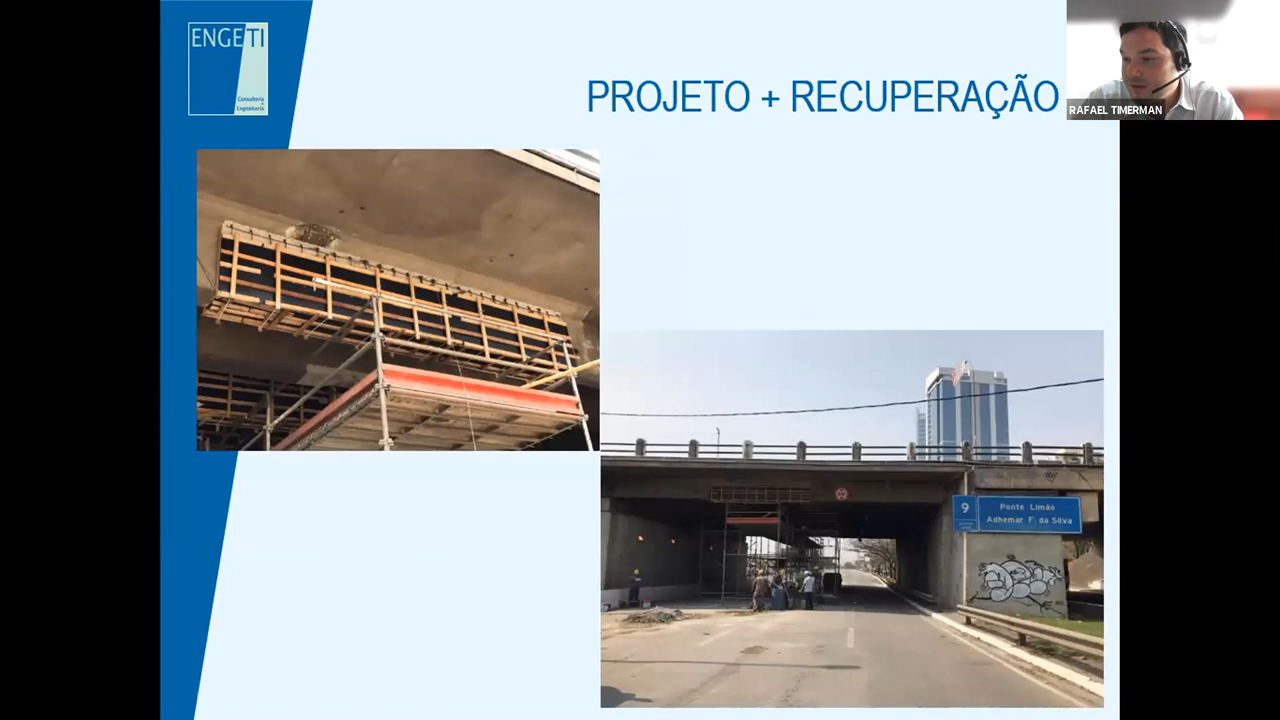 ENGETI
Consultoria
e
Engenharia
PROJETO + RECUPERAÇÃO
RAFAEL TIMERMAN
9
Ponte Limão
Adhemar F. da Silva